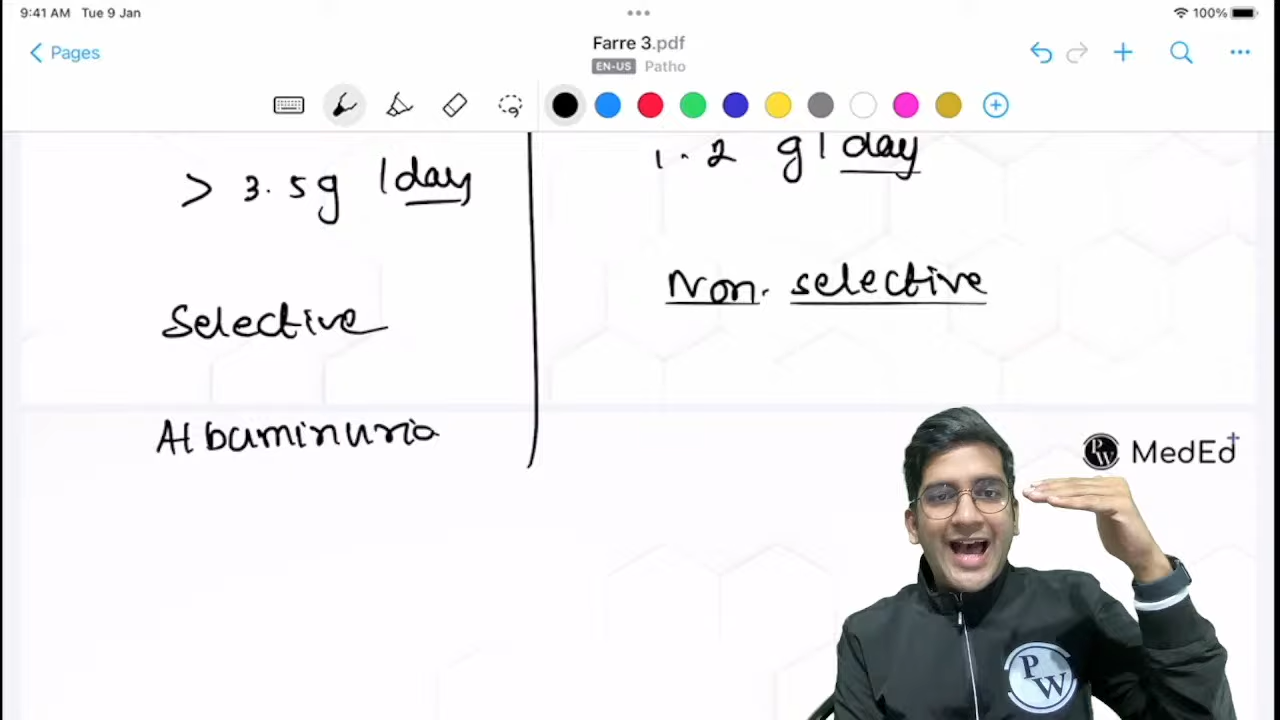 9:41 AM Tue 9 Jan
100%
Pages
Farre 3.pdf
EN-US Patho
> 3.5g / day
1.2 g / day
Selective
Non. selective
Albuminuria
PW MedEd
PW